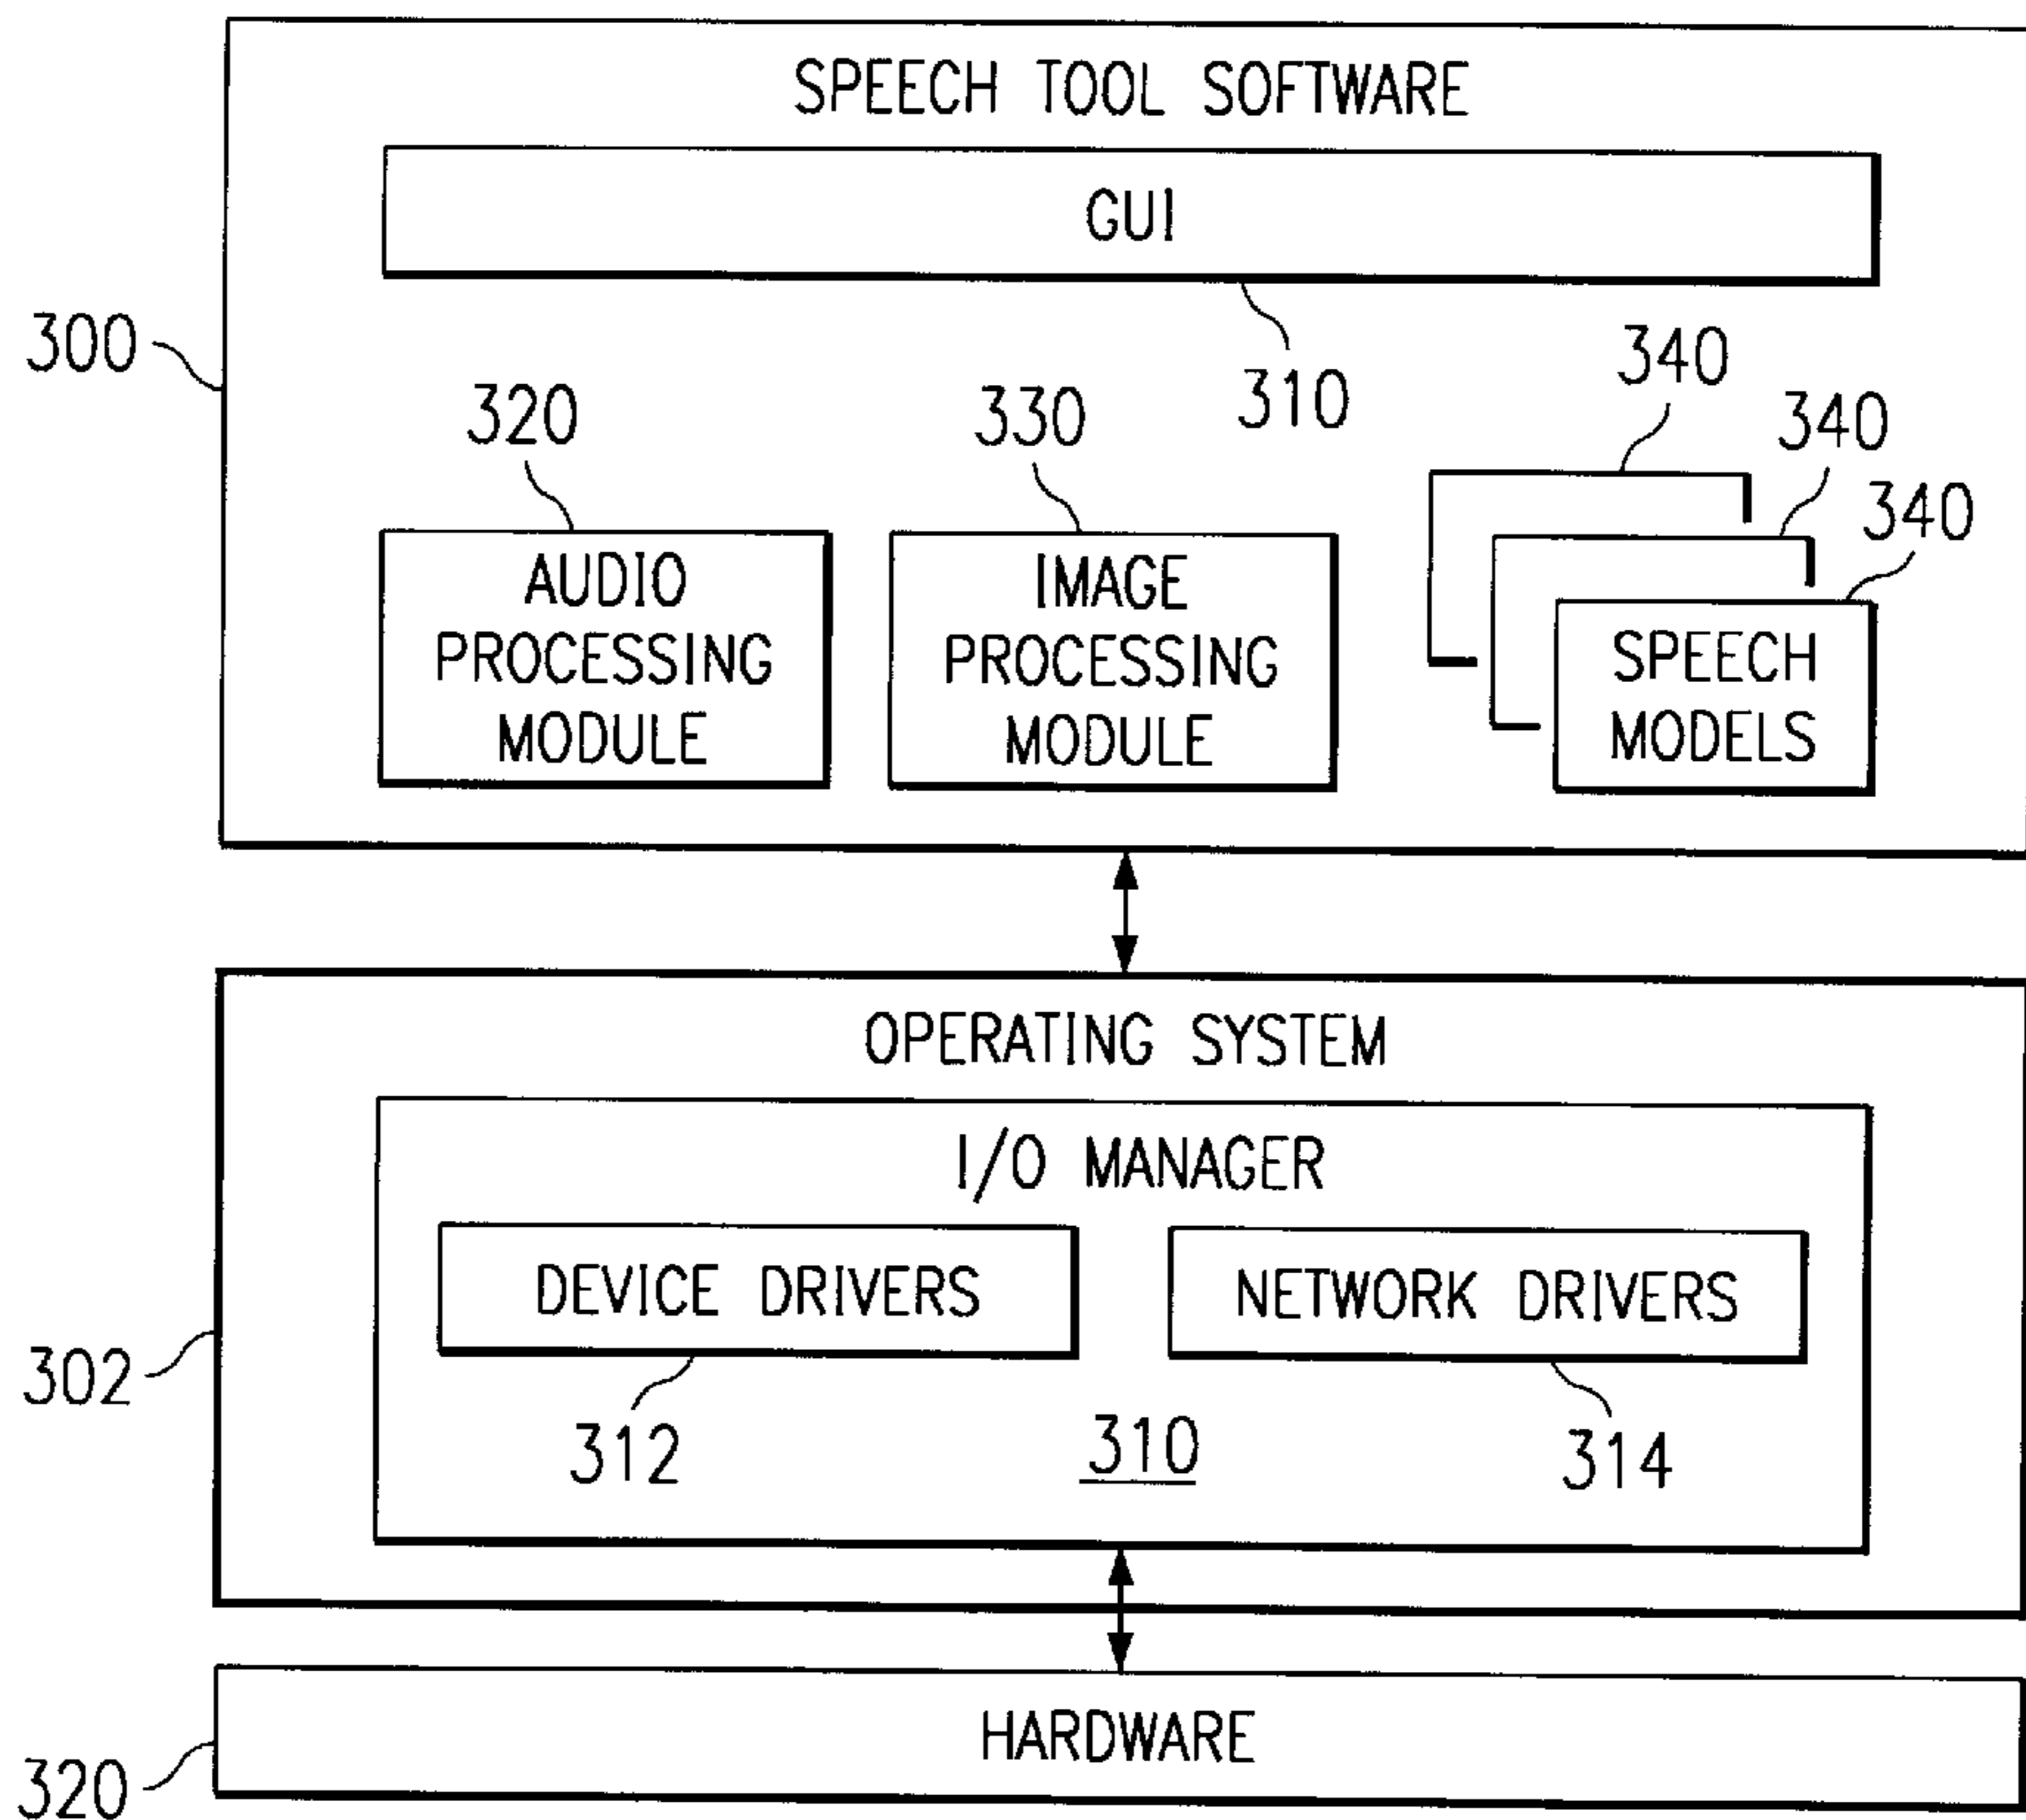 SPEECH TOOL SOFTWARE
GUI
300
310
340
320
330
340
340
AUDIO
PROCESSING
MODULE
IMAGE
PROCESSING
MODULE
SPEECH
MODELS
OPERATING SYSTEM
I/O MANAGER
DEVICE DRIVERS
NETWORK DRIVERS
302
312
310
314
HARDWARE
320